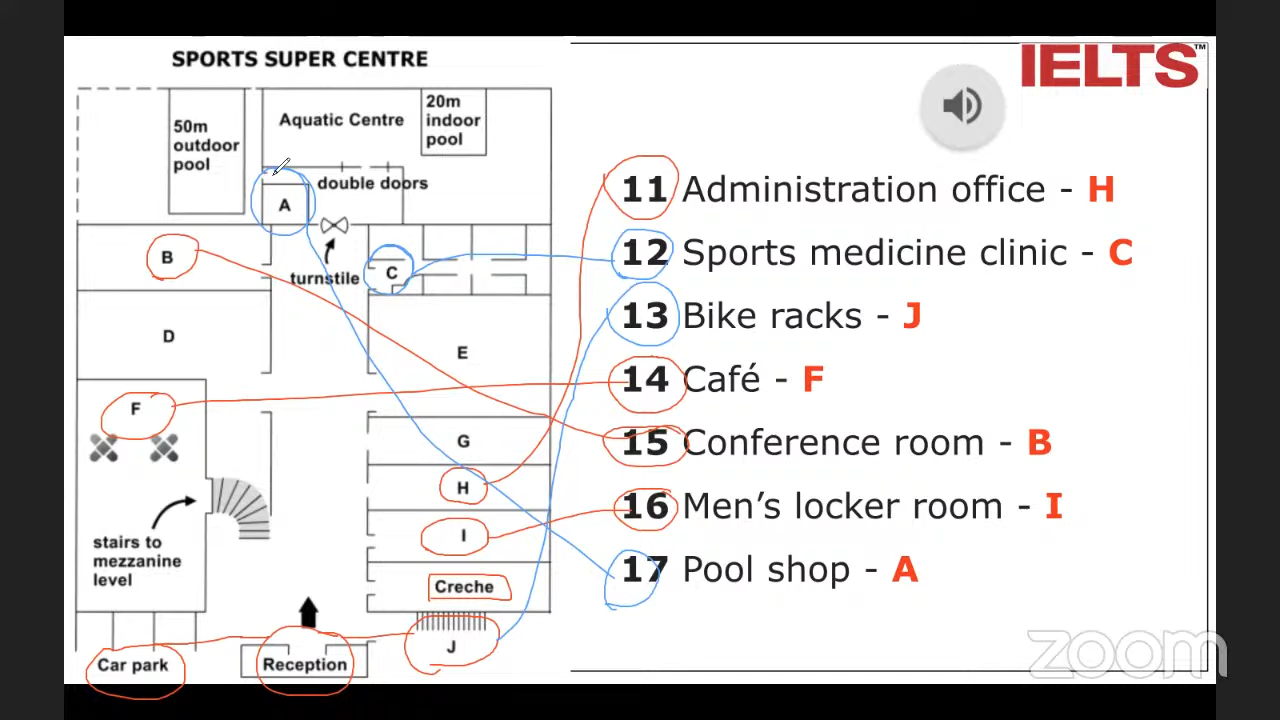 SPORTS SUPER CENTRE
50m
outdoor
pool
Aquatic Centre
20m
indoor
pool
double doors
A
B
turnstile
C
D
E
F
G
H
I
stairs to
mezzanine
level
Creche
J
Car park
Reception
IELTS™
11 Administration office - H
12 Sports medicine clinic - C
13 Bike racks - J
14 Café - F
15 Conference room - B
16 Men’s locker room - I
17 Pool shop - A
zoom